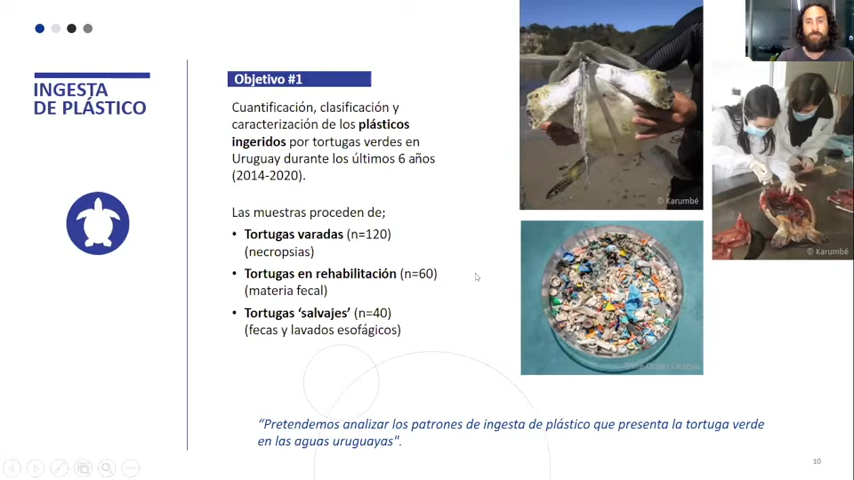 INGESTA
DE PLÁSTICO
Objetivo #1
Cuantificación, clasificación y
caracterización de los plásticos
ingeridos por tortugas verdes en
Uruguay durante los últimos 6 años
(2014-2020).
Las muestras proceden de;
• Tortugas varadas (n=120)
(necropsias)
• Tortugas en rehabilitación (n=60)
(materia fecal)
• Tortugas ‘salvajes’ (n=40)
(fecas y lavados esofágicos)
“Pretendemos analizar los patrones de ingesta de plástico que presenta la tortuga verde
en las aguas uruguayas".
© Karumbé
© Karumbé
10